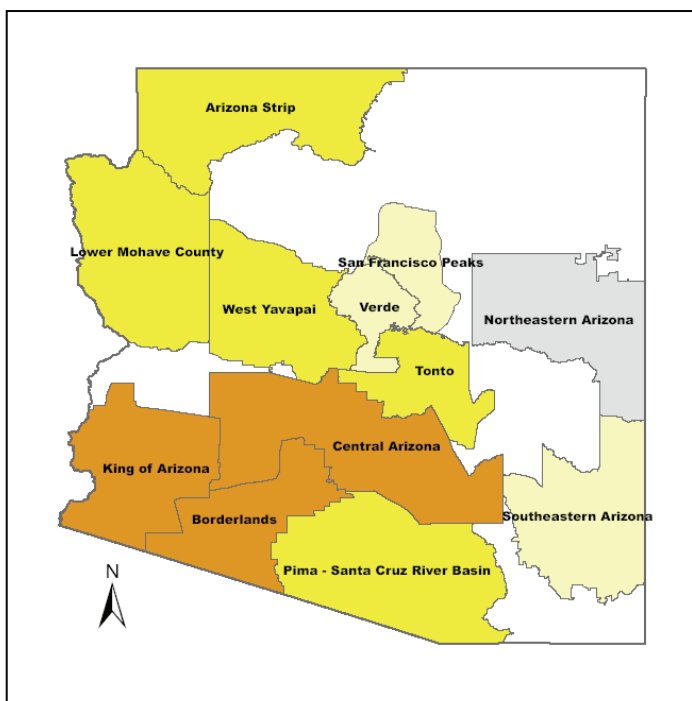 Arizona Strip
Lower Mohave County
San Francisco Peaks
West Yavapai
Verde
Northeastern Arizona
Tonto
Central Arizona
King of Arizona
Borderlands
Southeastern Arizona
Pima - Santa Cruz River Basin
N